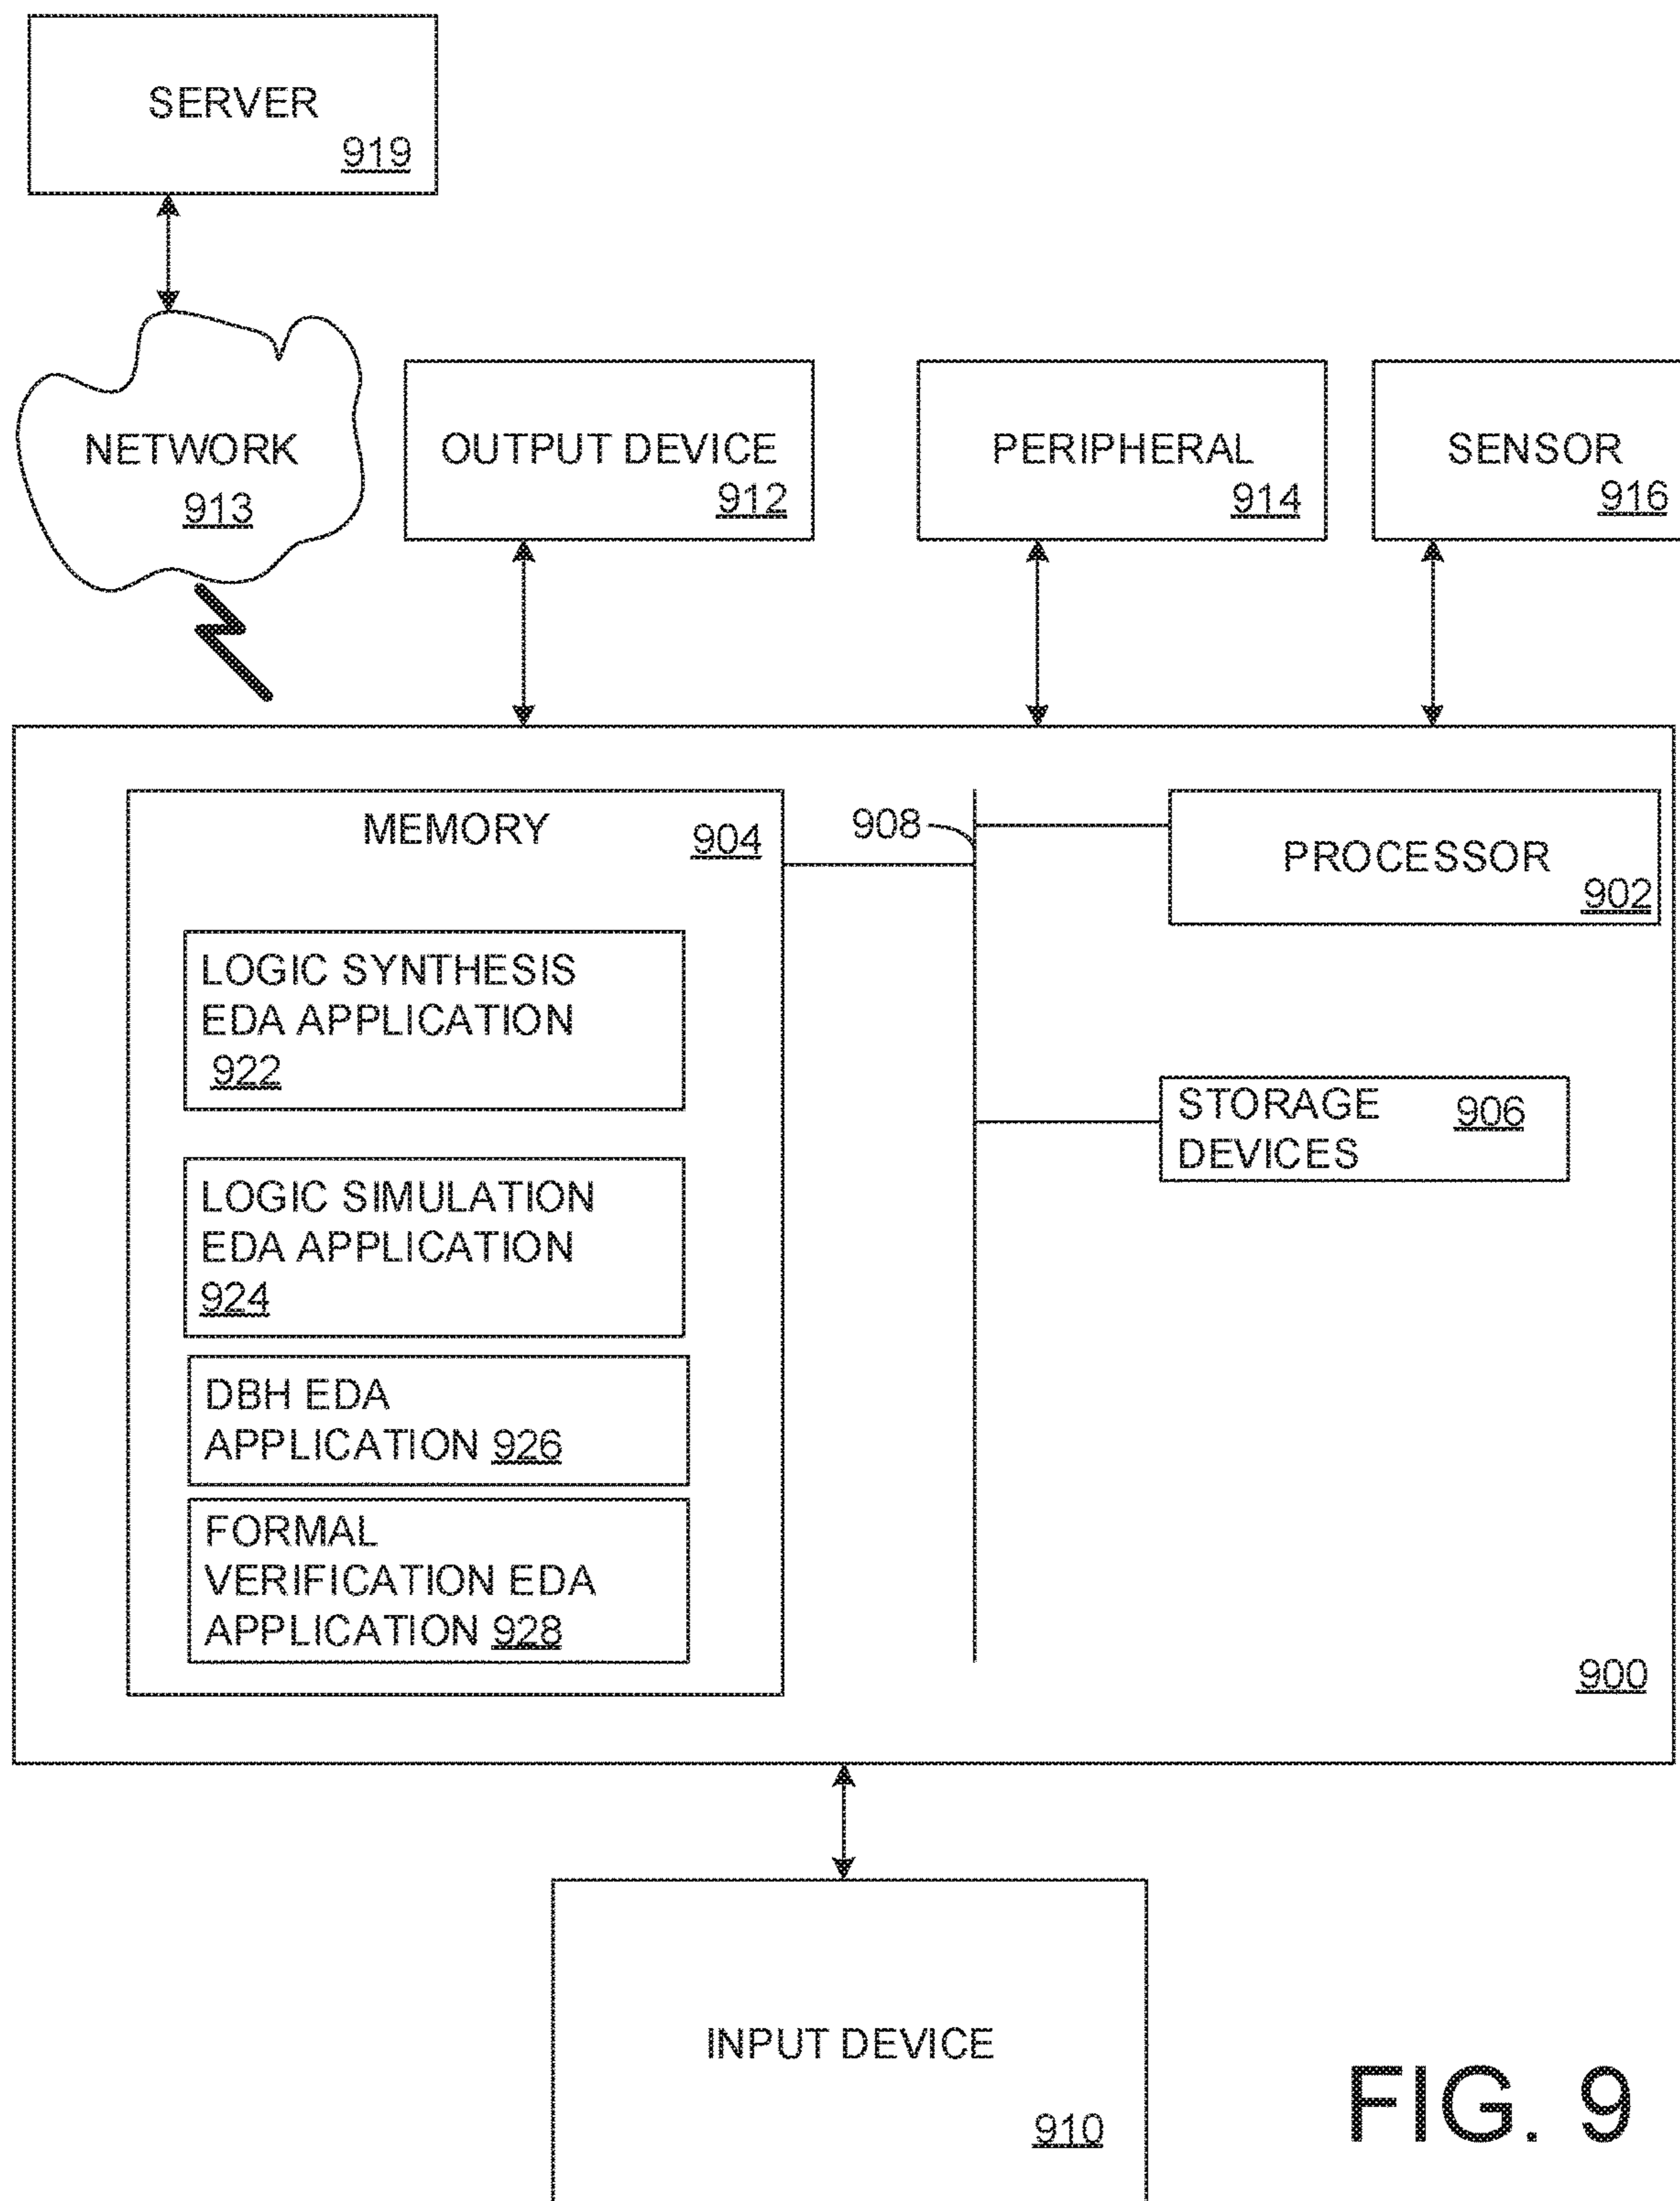 SERVER
919
NETWORK
913
OUTPUT DEVICE
912
PERIPHERAL
914
SENSOR
916
MEMORY
904
908
PROCESSOR
902
LOGIC SYNTHESIS
EDA APPLICATION
922
STORAGE
DEVICES
906
LOGIC SIMULATION
EDA APPLICATION
924
DBH EDA
APPLICATION 926
FORMAL
VERIFICATION EDA
APPLICATION 928
900
INPUT DEVICE
910
FIG. 9